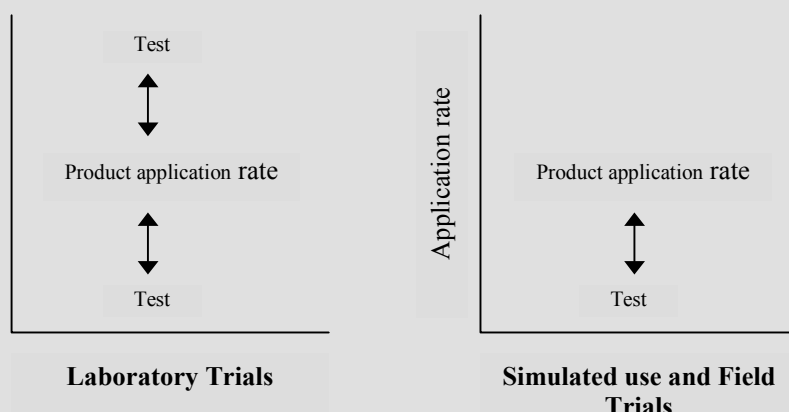 Test
Product application rate
Test
Laboratory Trials
Application rate
Product application rate
Test
Simulated use and Field
Trials